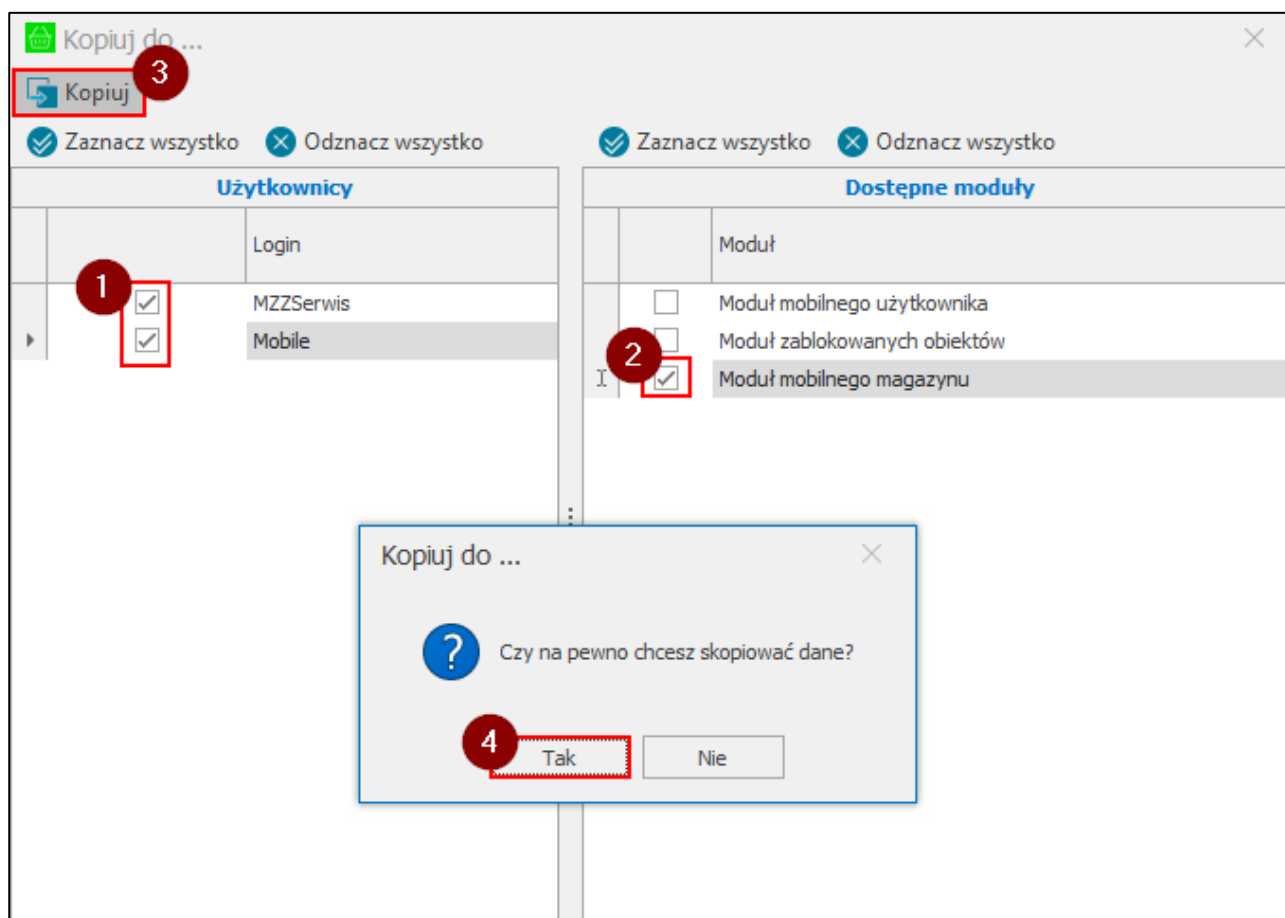 Kopiuj do ...
3
Kopiuj
Zaznacz wszystko Odznacz wszystko Zaznacz wszystko Odznacz wszystko
Użytkownicy Dostępne moduły
Login Moduł
1
MZZSerwis Moduł mobilnego użytkownika
Mobile Moduł zablokowanych obiektów
2
Moduł mobilnego magazynu
Kopiuj do ...
? Czy na pewno chcesz skopiować dane?
4
Tak Nie